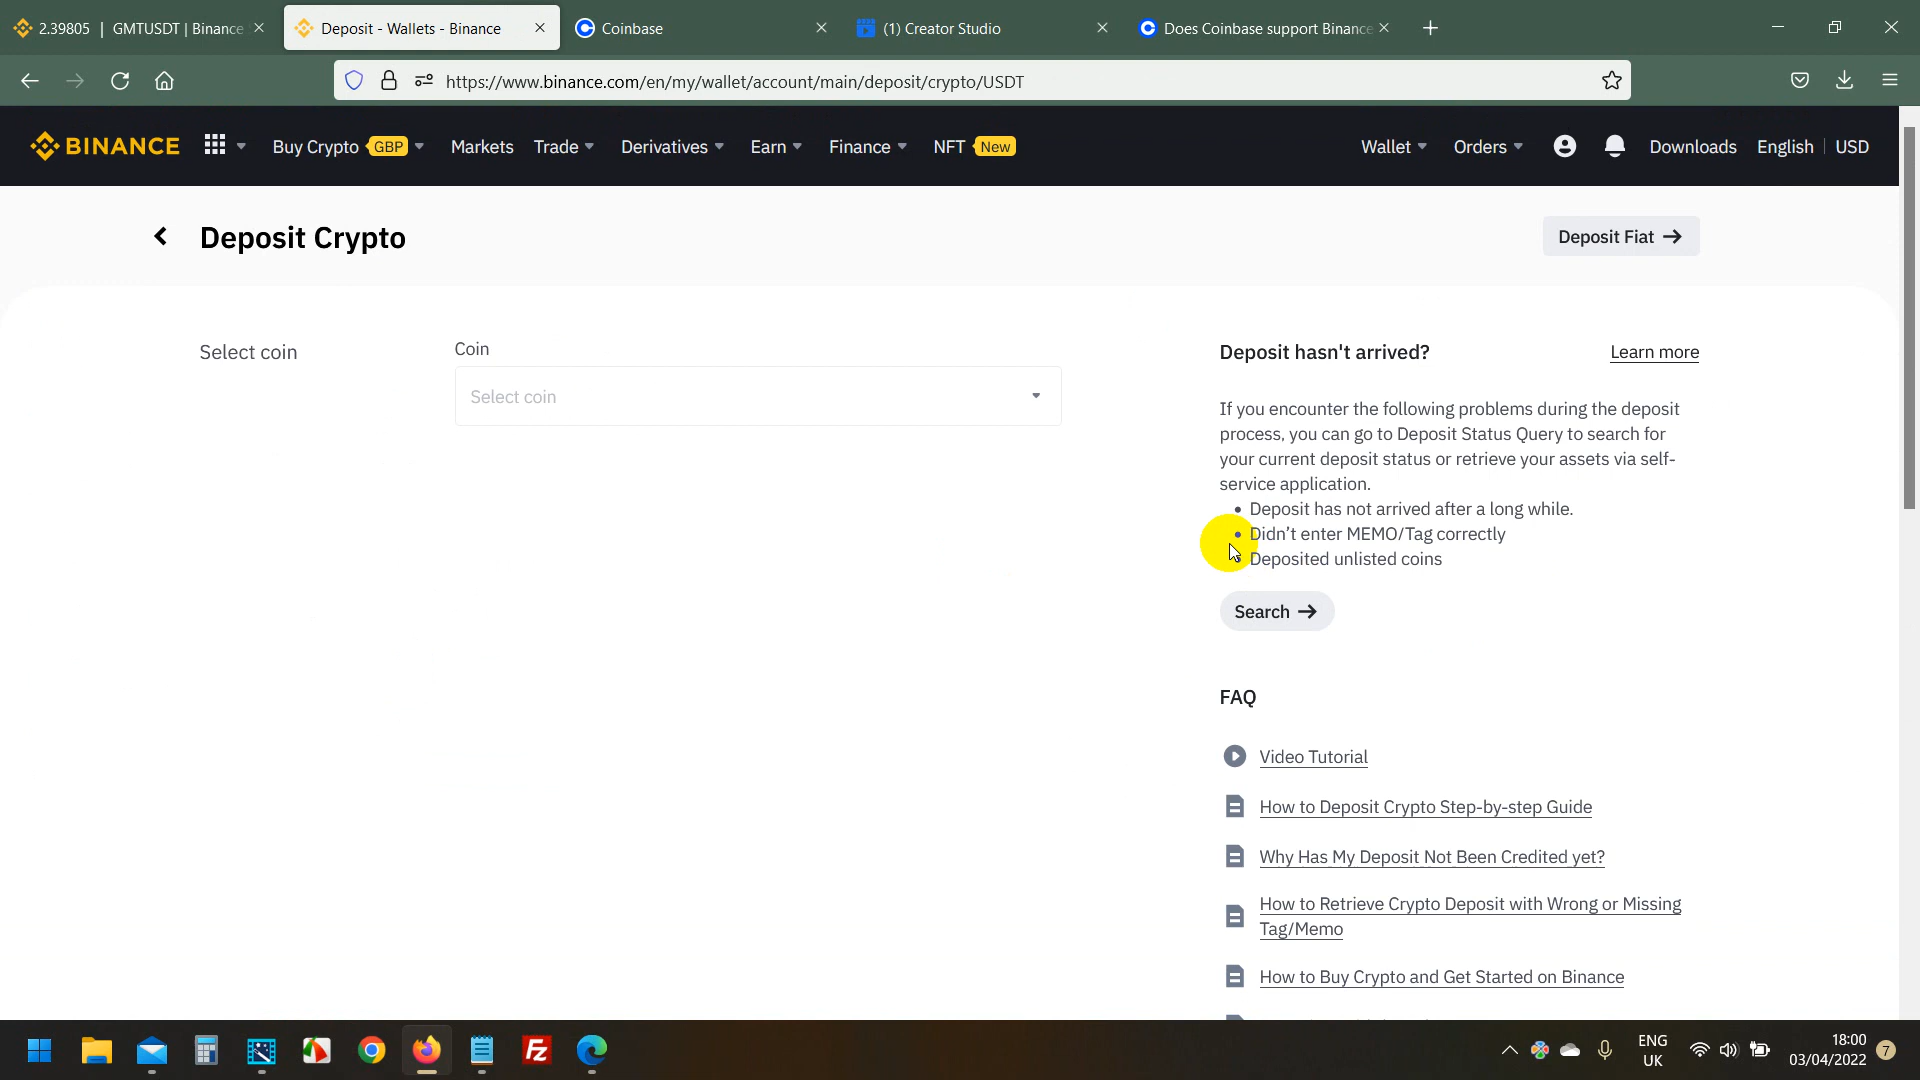 2.39805 | GMTUSDT | Binance
Deposit - Wallets - Binance
Coinbase
(1) Creator Studio
Does Coinbase support Binance
https://www.binance.com/en/my/wallet/account/main/deposit/crypto/USDT
BINANCE
Buy Crypto GBP
Markets
Trade
Derivatives
Earn
Finance
NFT New
Wallet
Orders
Downloads
English
USD
Deposit Crypto
Deposit Fiat
Select coin
Coin
Select coin
Deposit hasn't arrived?
Learn more
If you encounter the following problems during the deposit
process, you can go to Deposit Status Query to search for
your current deposit status or retrieve your assets via self-
service application.
• Deposit has not arrived after a long while.
• Didn’t enter MEMO/Tag correctly
• Deposited unlisted coins
Search
FAQ
Video Tutorial
How to Deposit Crypto Step-by-step Guide
Why Has My Deposit Not Been Credited yet?
How to Retrieve Crypto Deposit with Wrong or Missing
Tag/Memo
How to Buy Crypto and Get Started on Binance
Fz
ENG
UK
18:00
03/04/2022
7